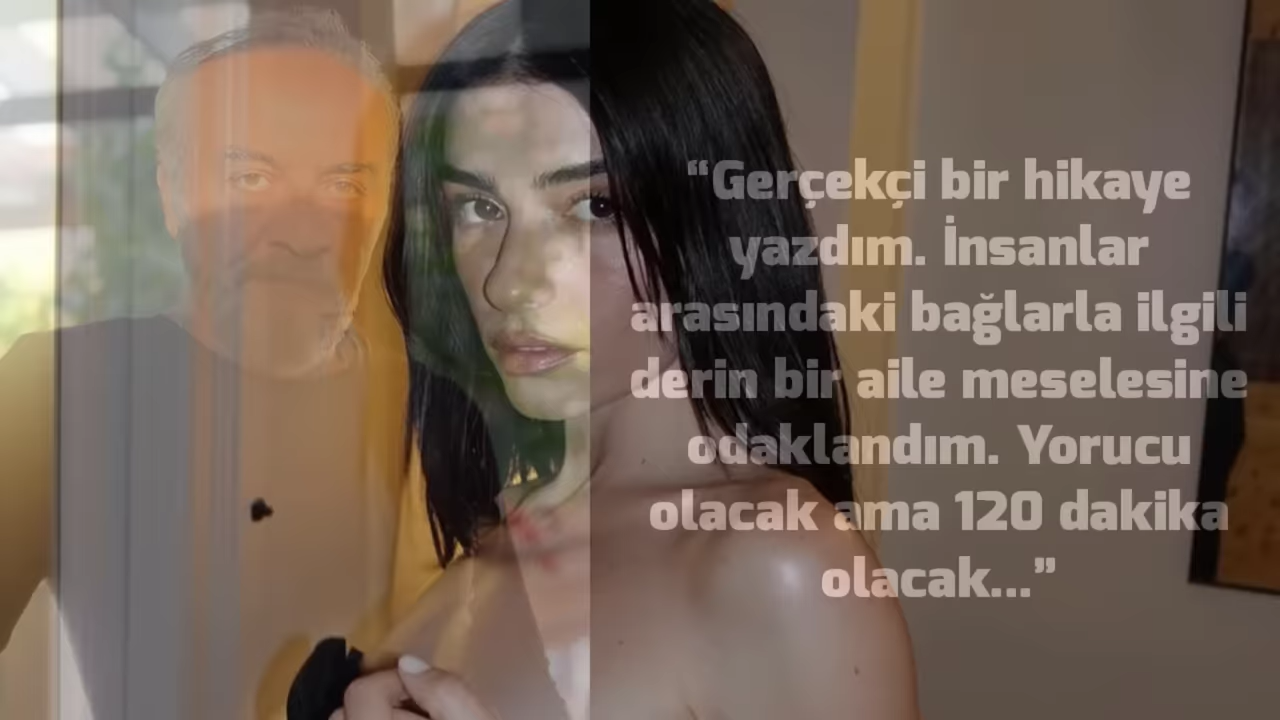 “Gerçekçi bir hikaye
yazdım. İnsanlar
arasındaki bağlarla ilgili
derin bir aile meselesine
odaklandım. Yorucu
olacak ama 120 dakika
olacak...”